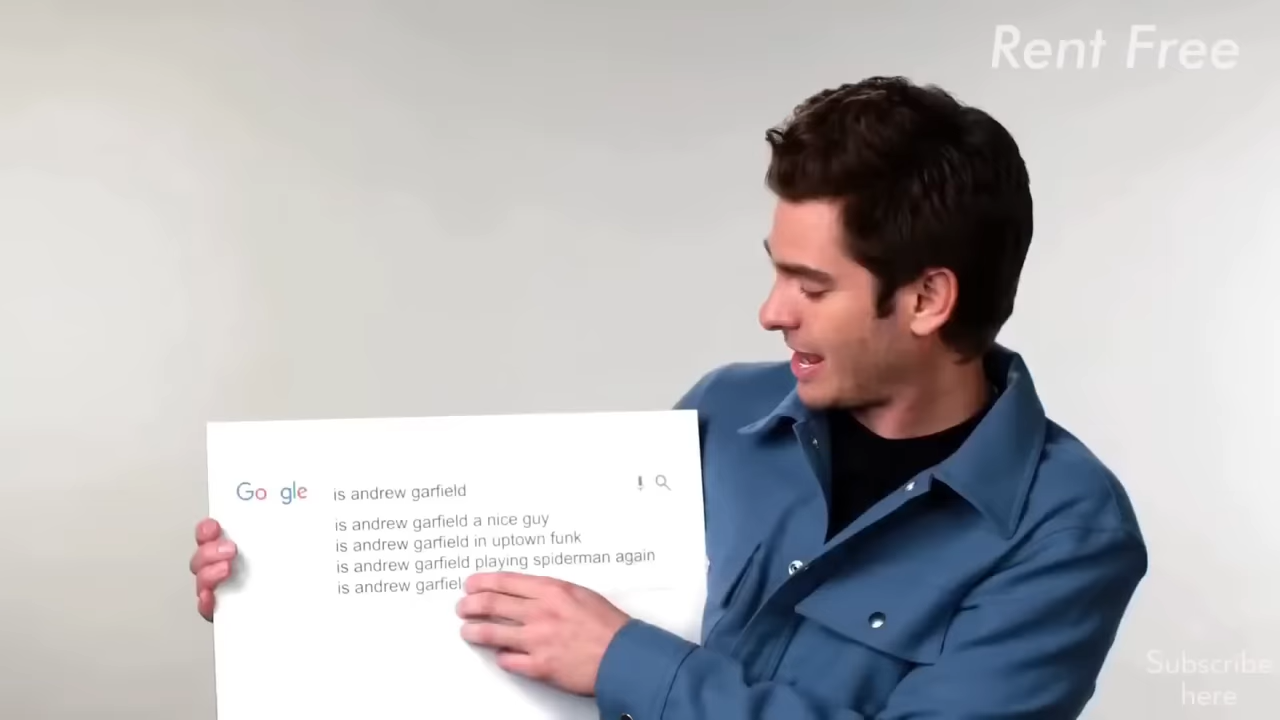 Rent Free
Go gle is andrew garfield
is andrew garfield a nice guy
is andrew garfield in uptown funk
is andrew garfield playing spiderman again
is andrew garfiel
Subscribe
here